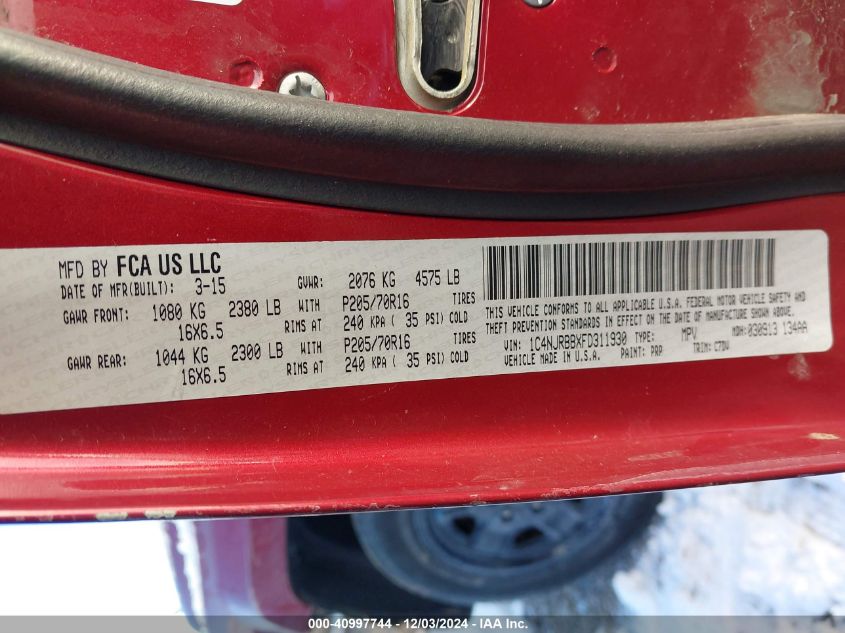 MFD BY FCA US LLC
DATE OF MFR(BUILT): 3-15 GVWR: 2076 KG 4575 LB
GAWR FRONT: 1080 KG 2380 LB WITH P205/70R16 TIRES
16X6.5 RIMS AT 240 KPA ( 35 PSI) COLD
GAWR REAR: 1044 KG 2300 LB WITH P205/70R16 TIRES
16X6.5 RIMS AT 240 KPA ( 35 PSI) COLD
THIS VEHICLE CONFORMS TO ALL APPLICABLE U.S.A. FEDERAL MOTOR VEHICLE SAFETY AND
THEFT PREVENTION STANDARDS IN EFFECT ON THE DATE OF MANUFACTURE SHOWN ABOVE.
VIN: 1C4NJRBBXFD311930 TYPE: MPV MDH: 030913 134AA
VEHICLE MADE IN U.S.A. PAINT: PRP TRIM: C7DV
000-40997744 - 12/03/2024 - IAA Inc.